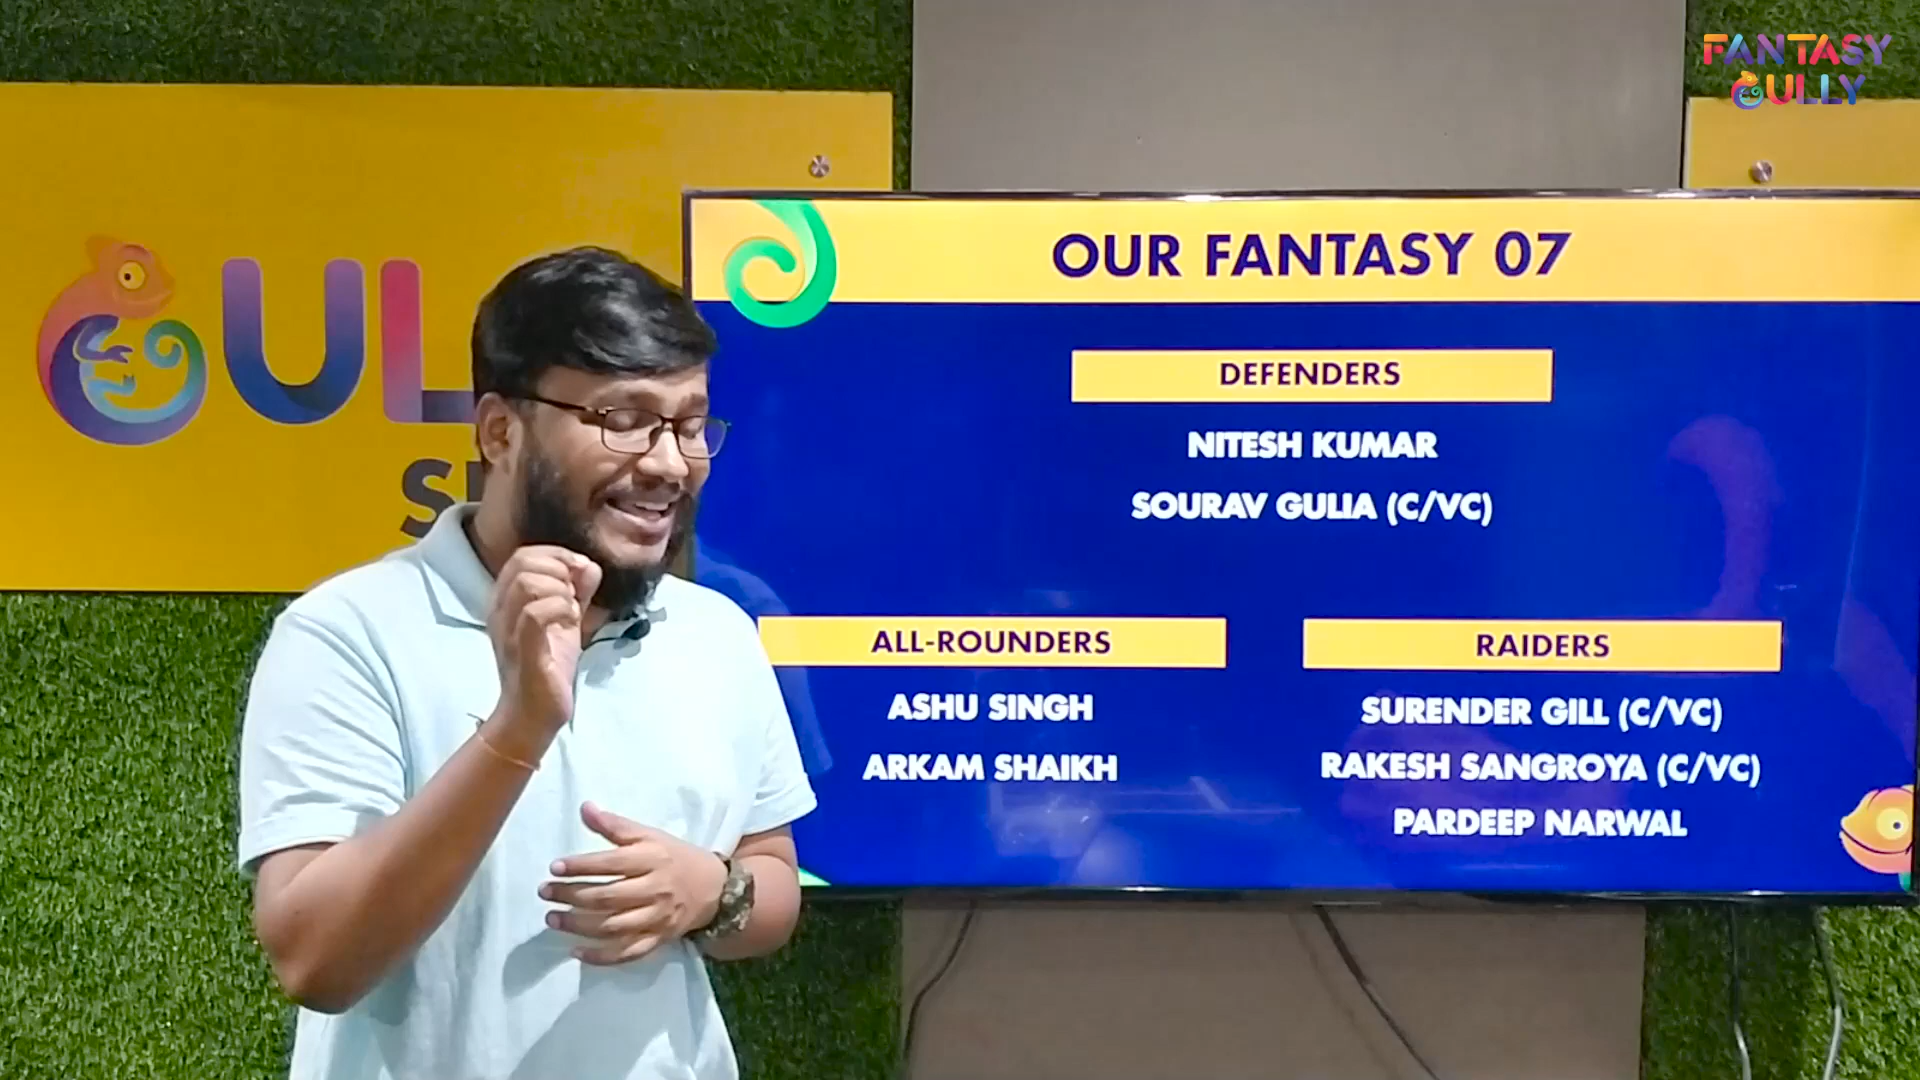 FANTASY
GULLY
GUL
OUR FANTASY 07
DEFENDERS
NITESH KUMAR
SOURAV GULIA (C/VC)
ALL-ROUNDERS
RAIDERS
ASHU SINGH
SURENDER GILL (C/VC)
ARKAM SHAIKH
RAKESH SANGROYA (C/VC)
PARDEEP NARWAL